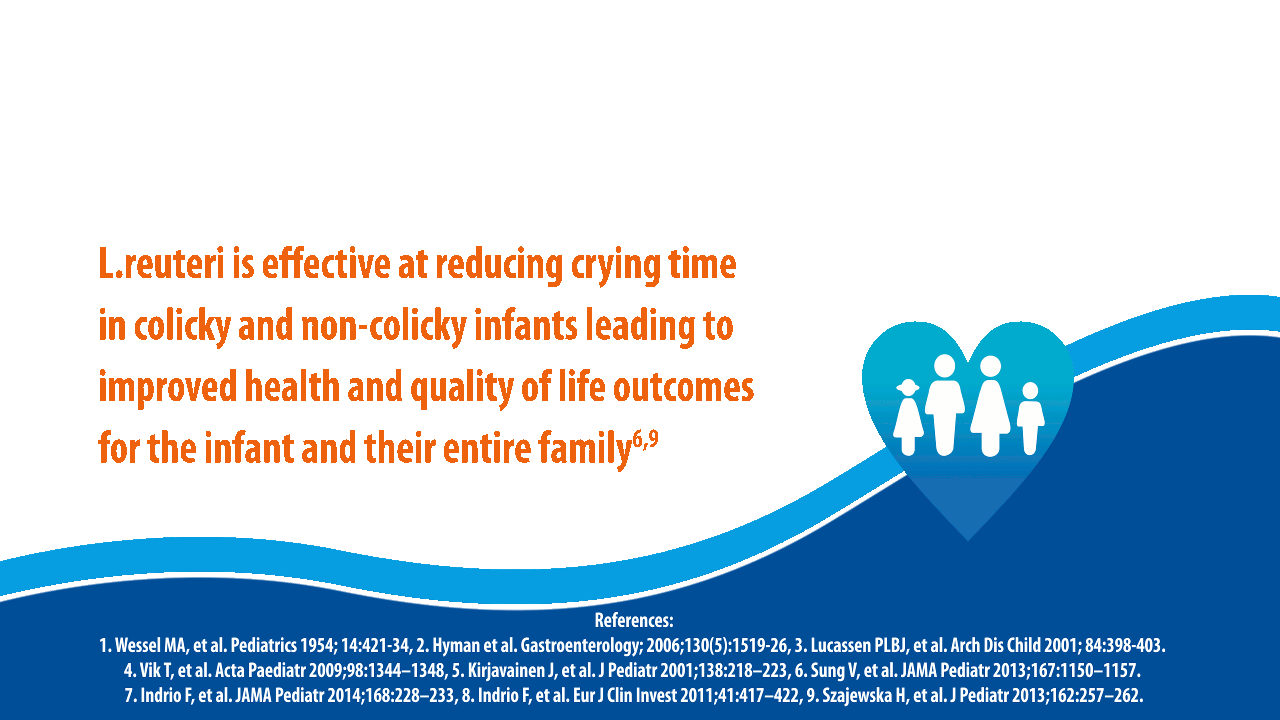 L.reuteri is effective at reducing crying time
in colicky and non-colicky infants leading to
improved health and quality of life outcomes
for the infant and their entire family6,9
References:
1. Wessel MA, et al. Pediatrics 1954; 14:421-34, 2. Hyman et al. Gastroenterology; 2006;130(5):1519-26, 3. Lucassen PLBJ, et al. Arch Dis Child 2001; 84:398-403.
4. Vik T, et al. Acta Paediatr 2009;98:1344–1348, 5. Kirjavainen J, et al. J Pediatr 2001;138:218–223, 6. Sung V, et al. JAMA Pediatr 2013;167:1150–1157.
7. Indrio F, et al. JAMA Pediatr 2014;168:228–233, 8. Indrio F, et al. Eur J Clin Invest 2011;41:417–422, 9. Szajewska H, et al. J Pediatr 2013;162:257–262.